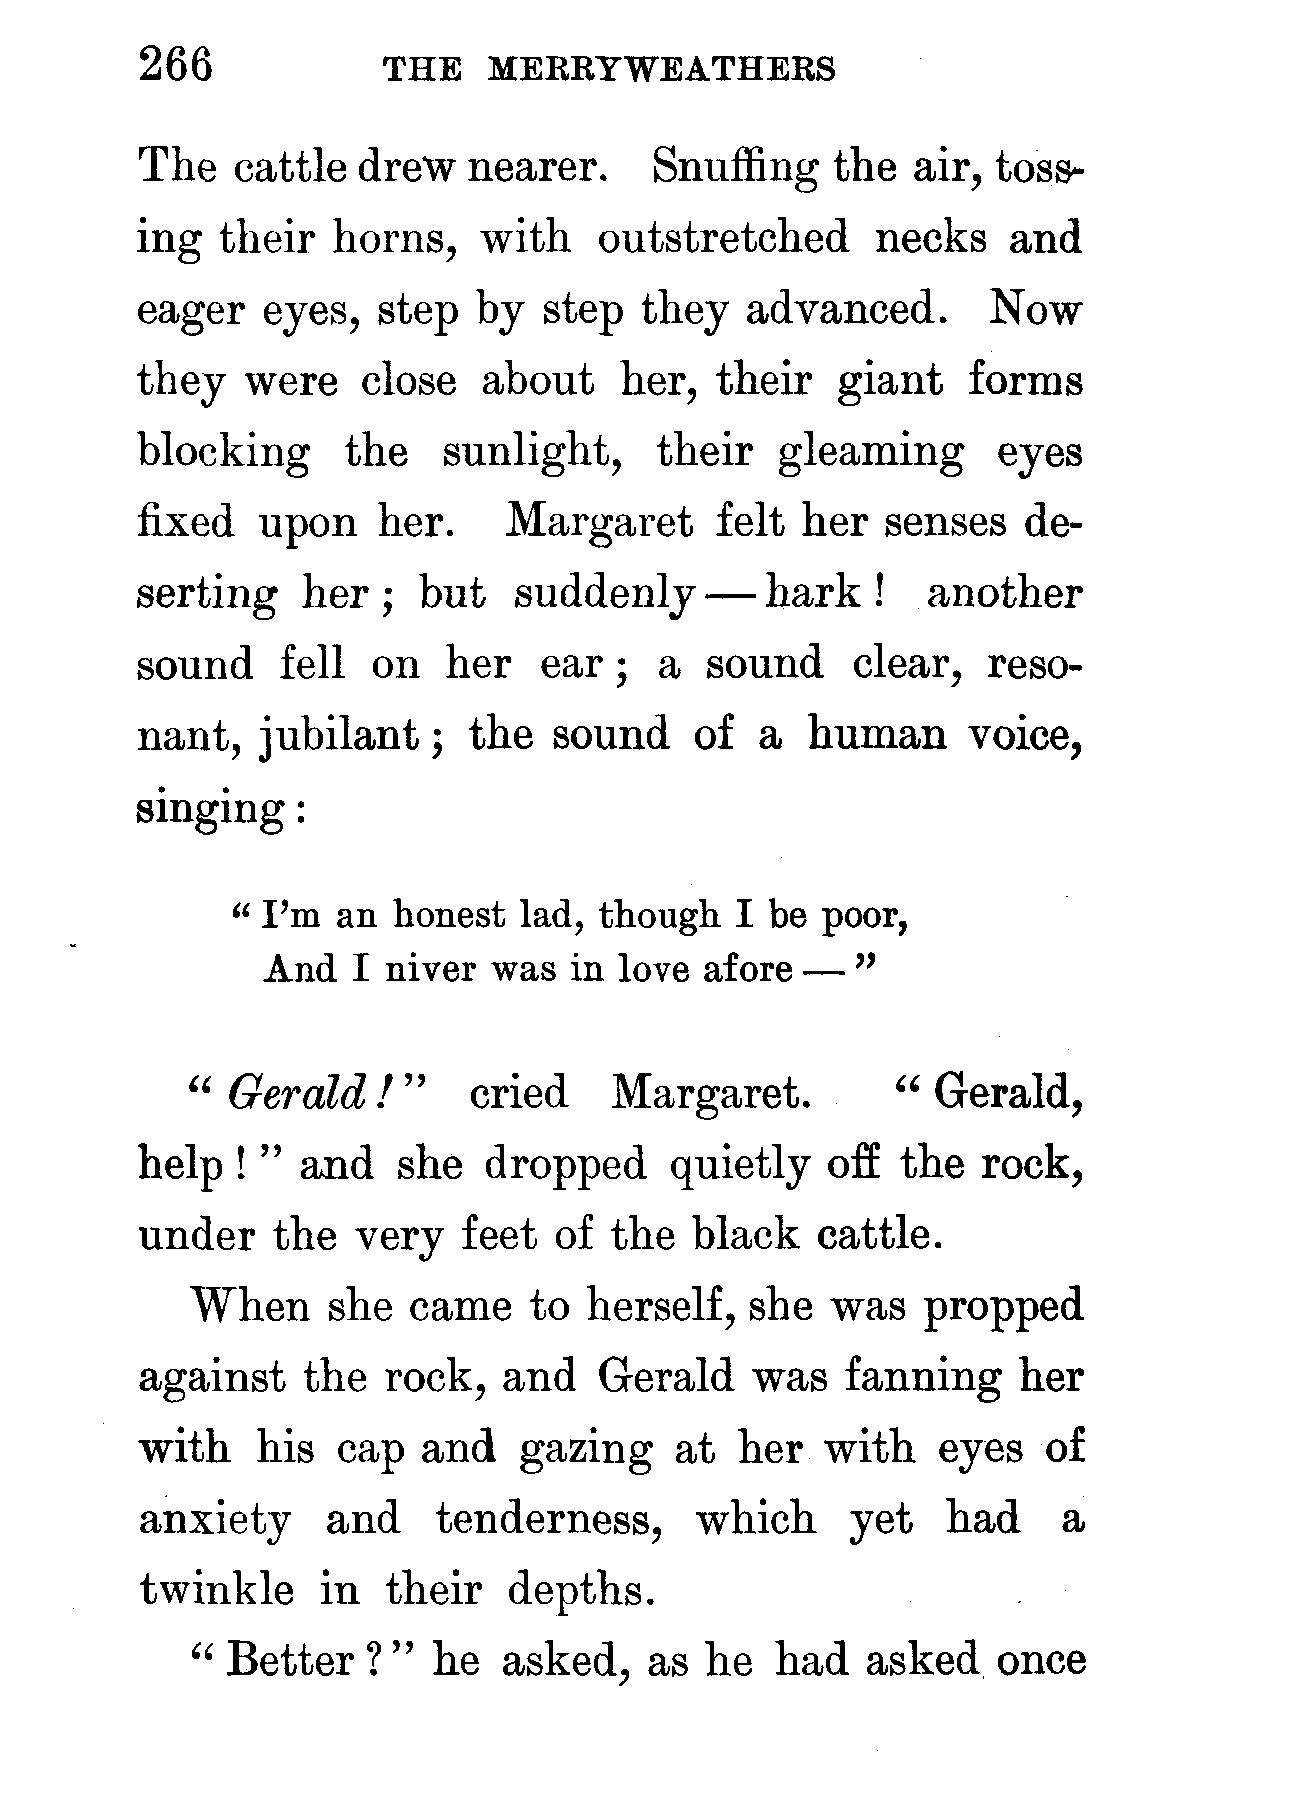 266 THE MERRYWEATHERS
The cattle drew nearer. Snuffing the air, toss-
ing their horns, with outstretched necks and
eager eyes, step by step they advanced. Now
they were close about her, their giant forms
blocking the sunlight, their gleaming eyes
fixed upon her. Margaret felt her senses de-
serting her; but suddenly — hark! another
sound fell on her ear; a sound clear, reso-
nant, jubilant; the sound of a human voice,
singing:
“I’m an honest lad, though I be poor,
And I niver was in love afore — ”
“Gerald!” cried Margaret. “Gerald,
help!” and she dropped quietly off the rock,
under the very feet of the black cattle.
When she came to herself, she was propped
against the rock, and Gerald was fanning her
with his cap and gazing at her with eyes of
anxiety and tenderness, which yet had a
twinkle in their depths.
“Better?” he asked, as he had asked once